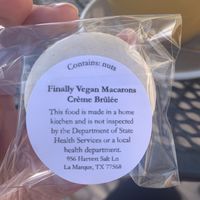 Contains: nuts
Finally Vegan Macarons
Crème Brûlée
This food is made in a home
kitchen and is not inspected
by the Department of State
Health Services or a local
health department.
956 Harvest Salt Ln
La Marque, TX 77568